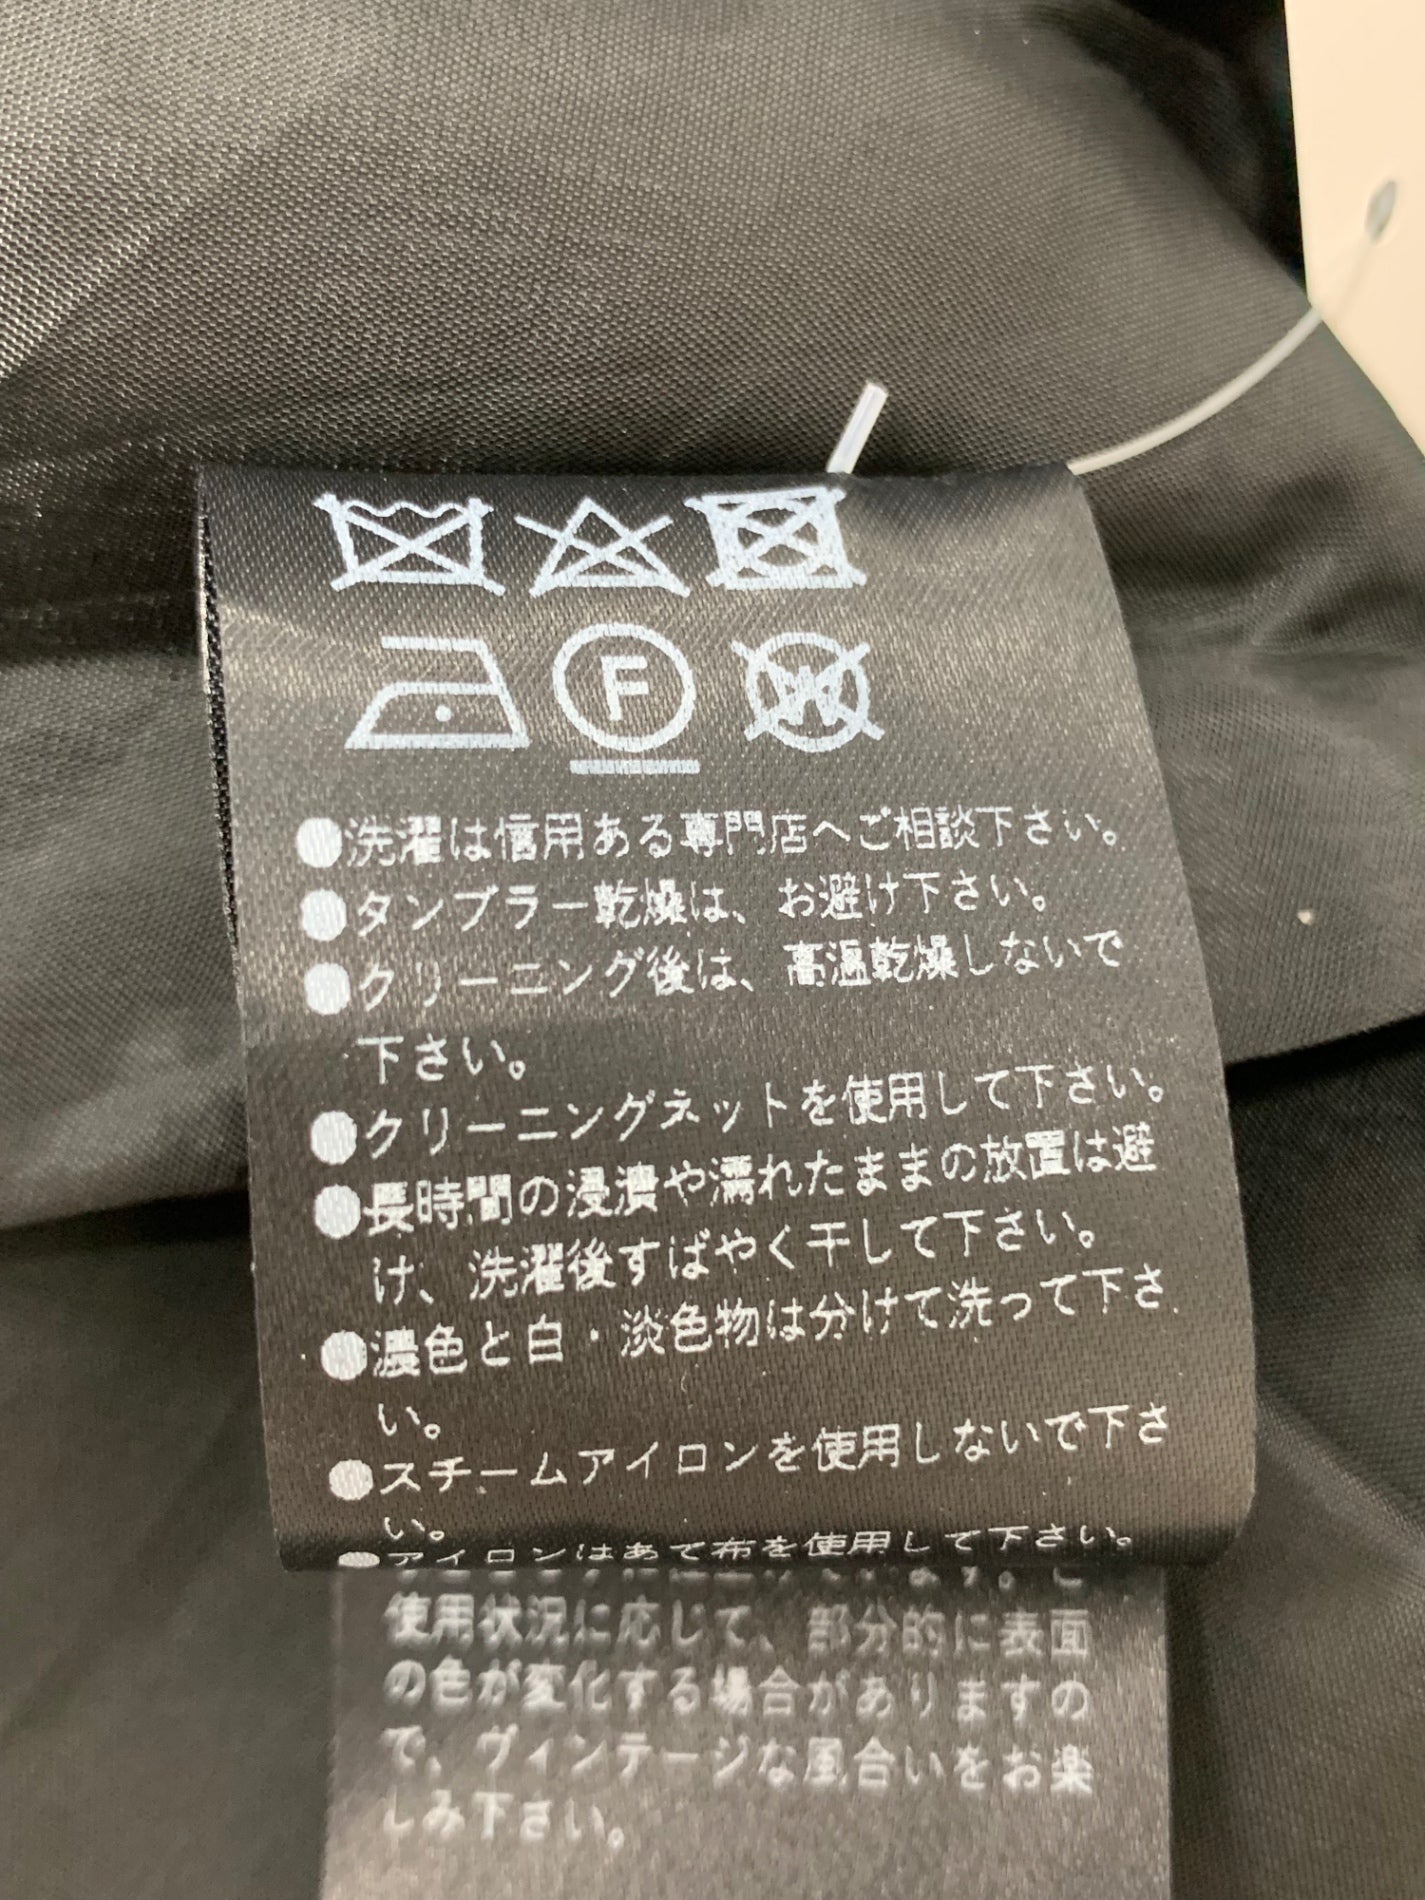 F
W
●洗濯は信用ある専門店へご相談下さい。
●タンブラー乾燥は、お避け下さい。
●クリーニング後は、高温乾燥しないで
下さい。
●クリーニングネットを使用して下さい。
●長時間の浸漬や濡れたままの放置は避
け、洗濯後すばやく干して下さい。
●濃色と白・淡色物は分けて洗って下さ
い。
●スチームアイロンを使用しないで下さ
い。
●アイロンはあて布を使用して下さい。
使用状況に応じて、部分的に表面
の色が変化する場合がありますの
で、ヴィンテージな風合いをお楽
しみ下さい。